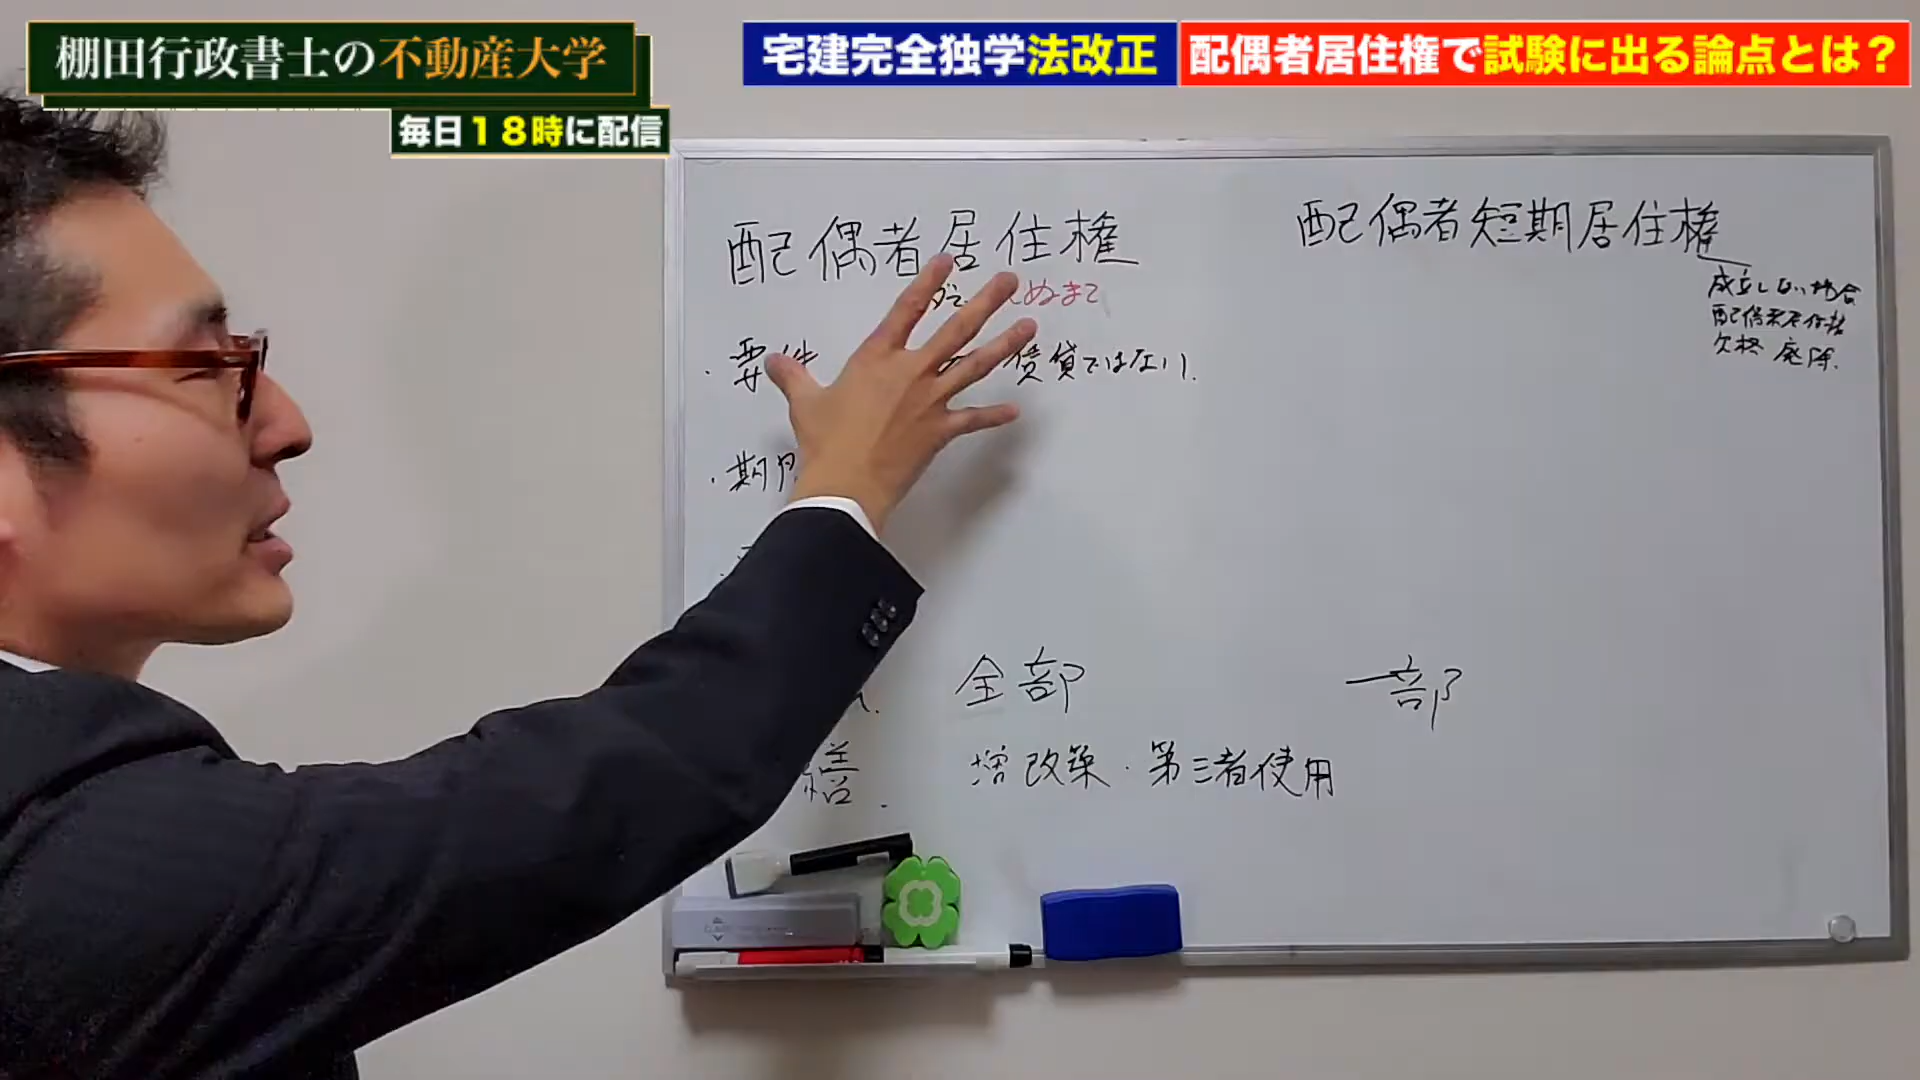 棚田行政書士の不動産大学
毎日18時に配信
宅建完全独学法改正
配偶者居住権で試験に出る論点とは？
配偶者居住権
ぬまで
・要件
賃貸ではない。
・期間
全部
一部
繕
増改築・第三者使用
配偶者短期居住権
成立しない場合
配偶者居住権
欠格 廃除